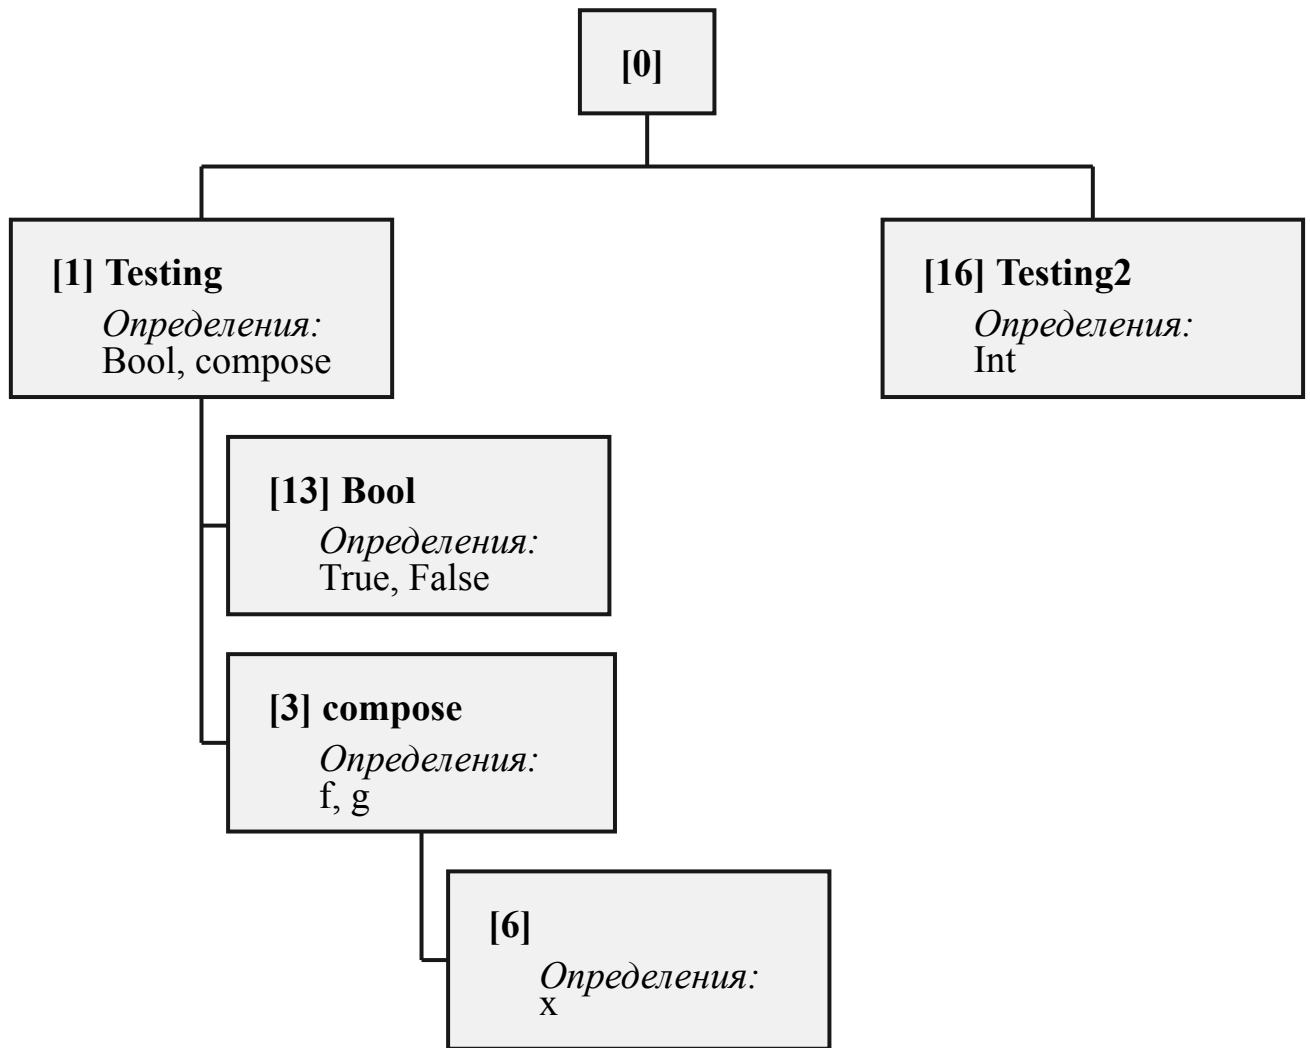 [0]
[1] Testing
Определения:
Bool, compose
[16] Testing2
Определения:
Int
[13] Bool
Определения:
True, False
[3] compose
Определения:
f, g
[6]
Определения:
x